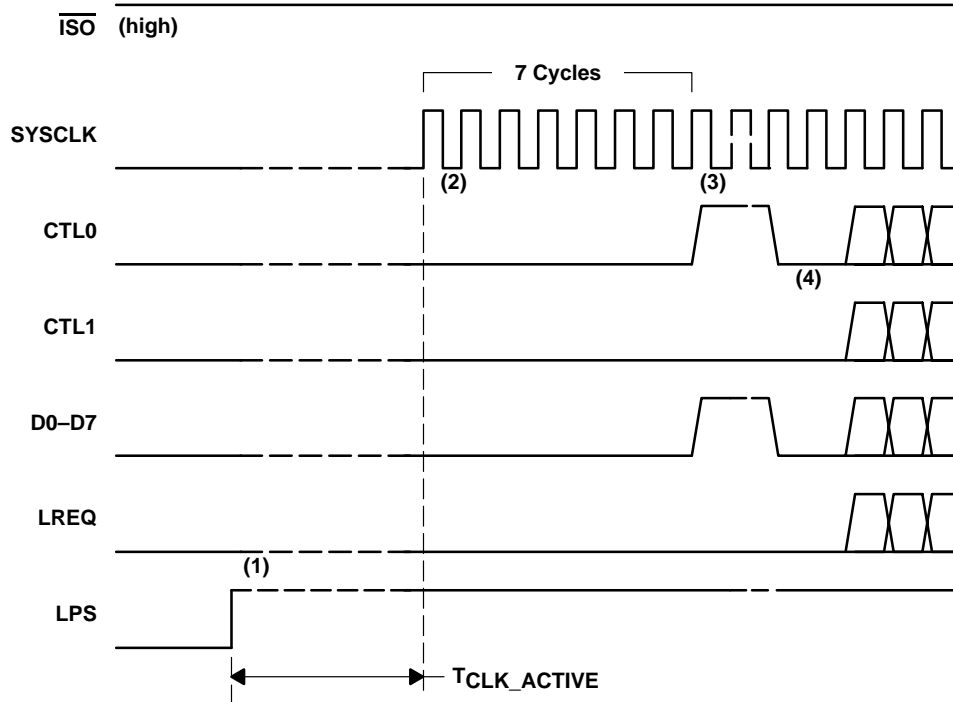 ISO (high)
7 Cycles
SYSCLK
(2) (3)
CTL0
(4)
CTL1
D0–D7
LREQ
(1)
LPS
TCLK_ACTIVE